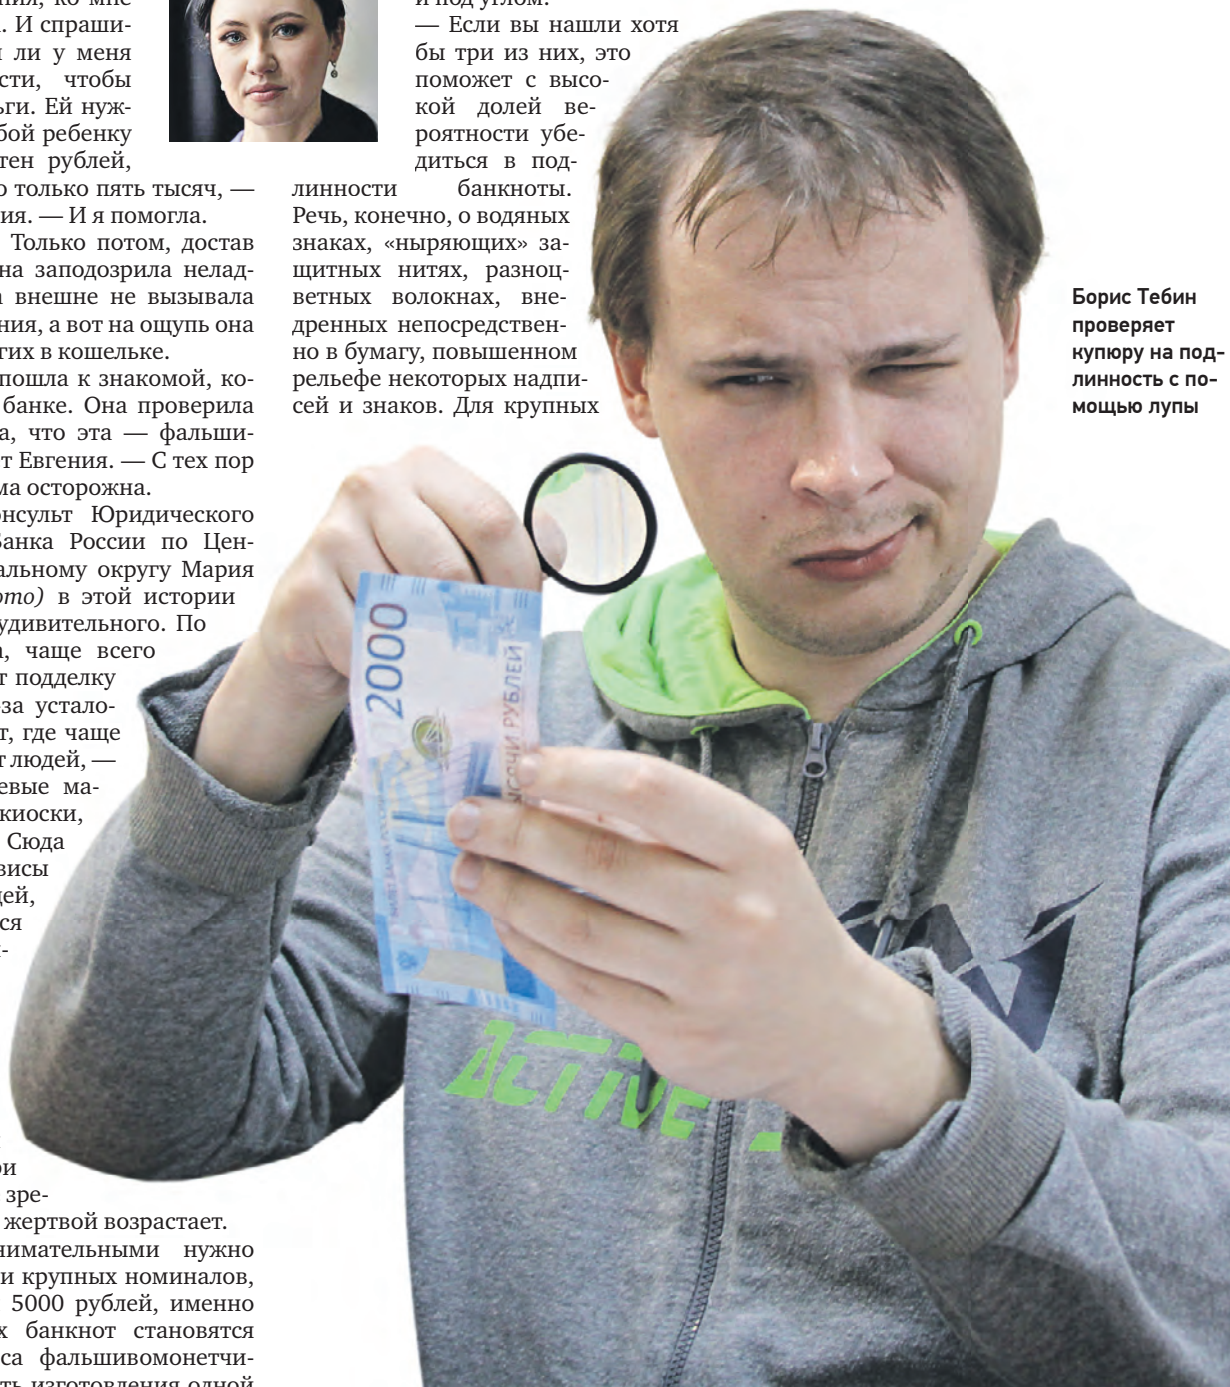 . И спраши-
ли у меня
сти, чтобы
ьги. Ей нуж-
бой ребенку
тен рублей,
о только пять тысяч, —
ия. — И я помогла.
Только потом, достав
на заподозрила нелад-
а внешне не вызывала
ния, а вот на ощупь она
гих в кошельке.
пошла к знакомой, ко-
банке. Она проверила
а, что эта — фальши-
т Евгения. — С тех пор
ма осторожна.
онсульт Юридического
Банка России по Цен-
альному округу Мария
ото) в этой истории
удивительного. По
а, чаще всего
т подделку
за устало-
т, где чаще
т людей, —
евые ма-
киоски,
Сюда
висы
дей,
ся
ри
зре-
жертвой возрастает.
нимательными нужно
и крупных номиналов,
5000 рублей, именно
х банкнот становятся
са фальшивомонетчи-
ть изготовления одной
и под углом.
— Если вы нашли хотя
бы три из них, это
поможет с высо-
кой долей ве-
роятности убе-
диться в под-
линности банкноты.
Речь, конечно, о водяных
знаках, «ныряющих» за-
щитных нитях, разноц-
ветных волокнах, вне-
дренных непосредствен-
но в бумагу, повышенном
рельефе некоторых надпи-
сей и знаков. Для крупных
Борис Тебин
проверяет
купюру на под-
линность с по-
мощью лупы
2000
РУБЛЕЙ
ACTIVE